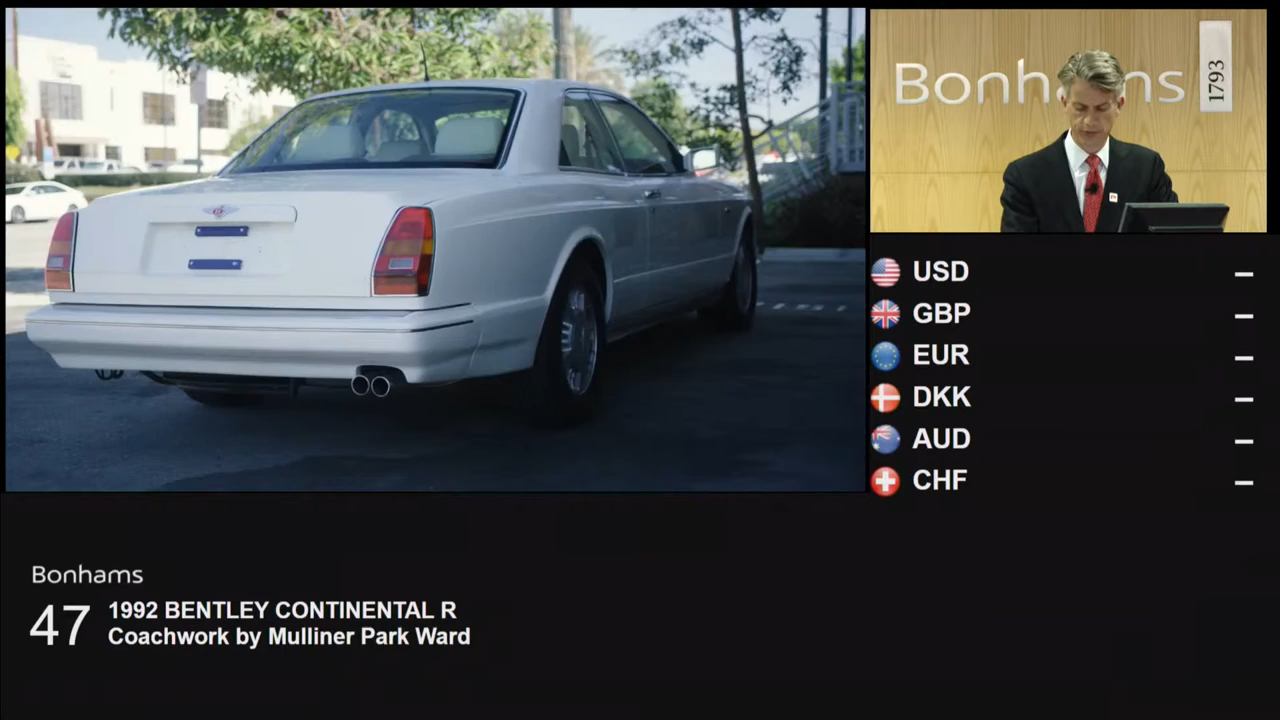 Bonhams
1793
USD –
GBP –
EUR –
DKK –
AUD –
CHF –
Bonhams
47
1992 BENTLEY CONTINENTAL R
Coachwork by Mulliner Park Ward